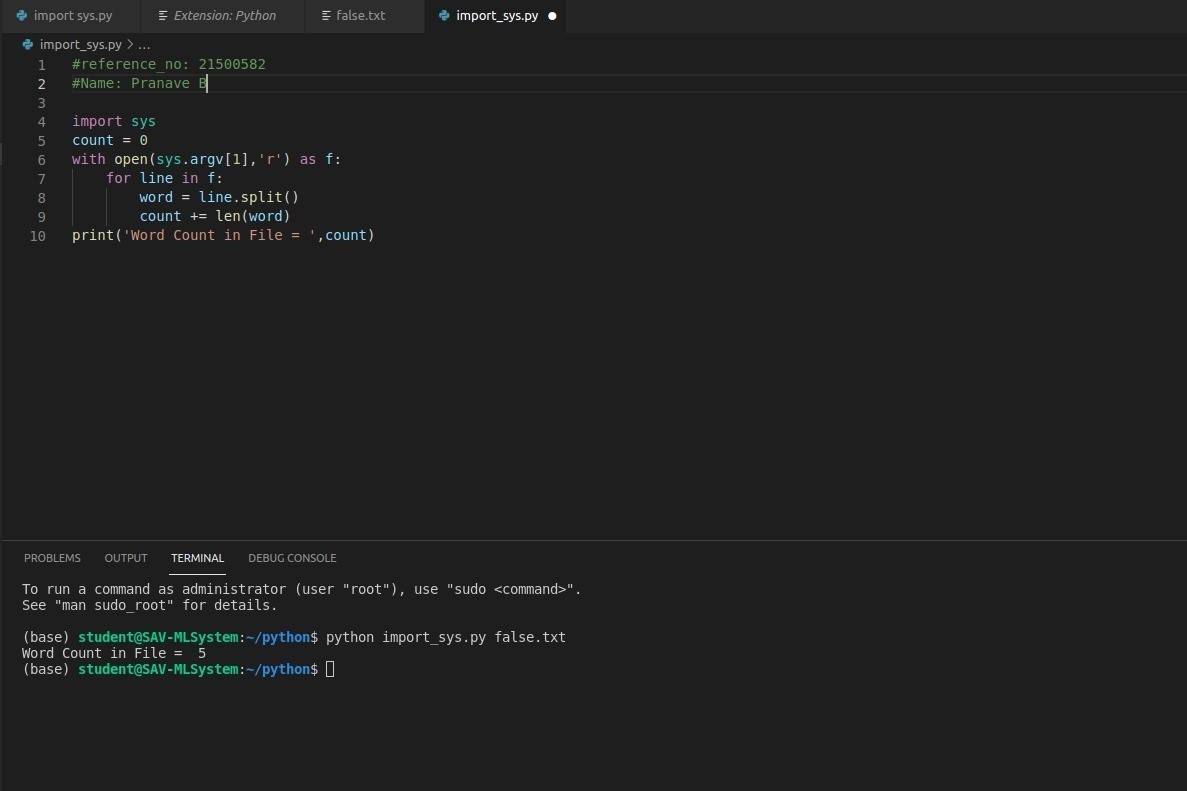 import sys.py Extension: Python false.txt import_sys.py
import_sys.py > ...
1 #reference_no: 21500582
2 #Name: Pranave B
3
4 import sys
5 count = 0
6 with open(sys.argv[1],'r') as f:
7     for line in f:
8         word = line.split()
9         count += len(word)
10 print('Word Count in File = ',count)
PROBLEMS OUTPUT TERMINAL DEBUG CONSOLE
To run a command as administrator (user "root"), use "sudo <command>".
See "man sudo_root" for details.
(base) student@SAV-MLSystem:~/python$ python import_sys.py false.txt
Word Count in File =  5
(base) student@SAV-MLSystem:~/python$